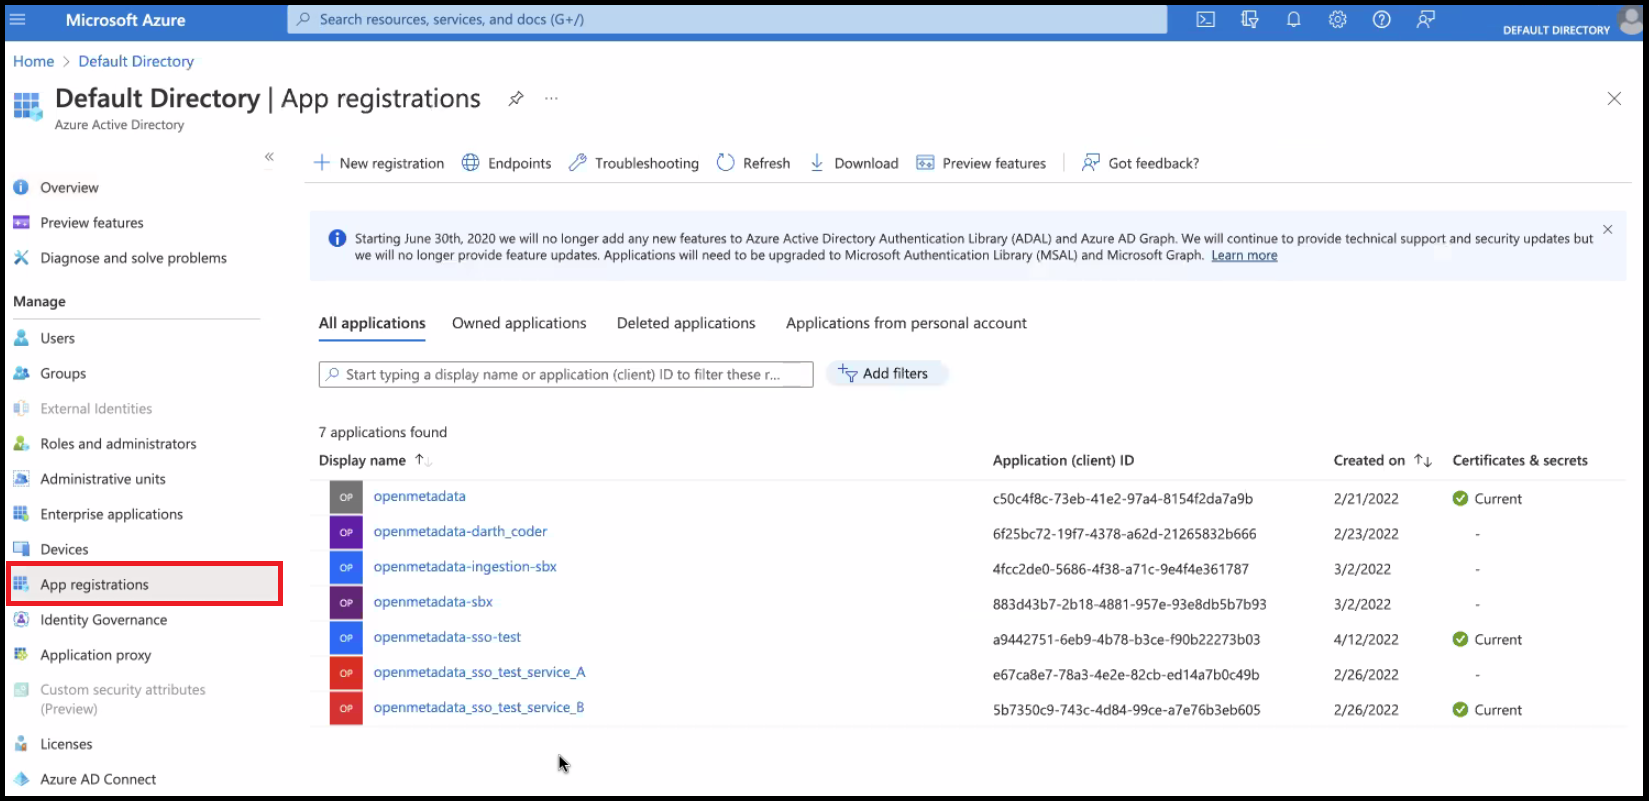 Microsoft Azure
Search resources, services, and docs (G+/)
DEFAULT DIRECTORY
Home > Default Directory
Default Directory | App registrations
Azure Active Directory
New registration
Endpoints
Troubleshooting
Refresh
Download
Preview features
Got feedback?
Overview
Preview features
Diagnose and solve problems
Manage
Users
Groups
External Identities
Roles and administrators
Administrative units
Enterprise applications
Devices
App registrations
Identity Governance
Application proxy
Custom security attributes
(Preview)
Licenses
Azure AD Connect
Starting June 30th, 2020 we will no longer add any new features to Azure Active Directory Authentication Library (ADAL) and Azure AD Graph. We will continue to provide technical support and security updates but
we will no longer provide feature updates. Applications will need to be upgraded to Microsoft Authentication Library (MSAL) and Microsoft Graph. Learn more
All applications
Owned applications
Deleted applications
Applications from personal account
Start typing a display name or application (client) ID to filter these r...
Add filters
7 applications found
Display name Application (client) ID Created on Certificates & secrets
OP openmetadata c50c4f8c-73eb-41e2-97a4-8154f2da7a9b 2/21/2022 Current
OP openmetadata-darth_coder 6f25bc72-19f7-4378-a62d-21265832b666 2/23/2022 -
OP openmetadata-ingestion-sbx 4fcc2de0-5686-4f38-a71c-9e4f4e361787 3/2/2022 -
OP openmetadata-sbx 883d43b7-2b18-4881-957e-93e8db5b7b93 3/2/2022 -
OP openmetadata-sso-test a9442751-6eb9-4b78-b3ce-f90b22273b03 4/12/2022 Current
OP openmetadata_sso_test_service_A e67ca8e7-78a3-4e2e-82cb-ed14a7b0c49b 2/26/2022 -
OP openmetadata_sso_test_service_B 5b7350c9-743c-4d84-99ce-a7e76b3eb605 2/26/2022 Current